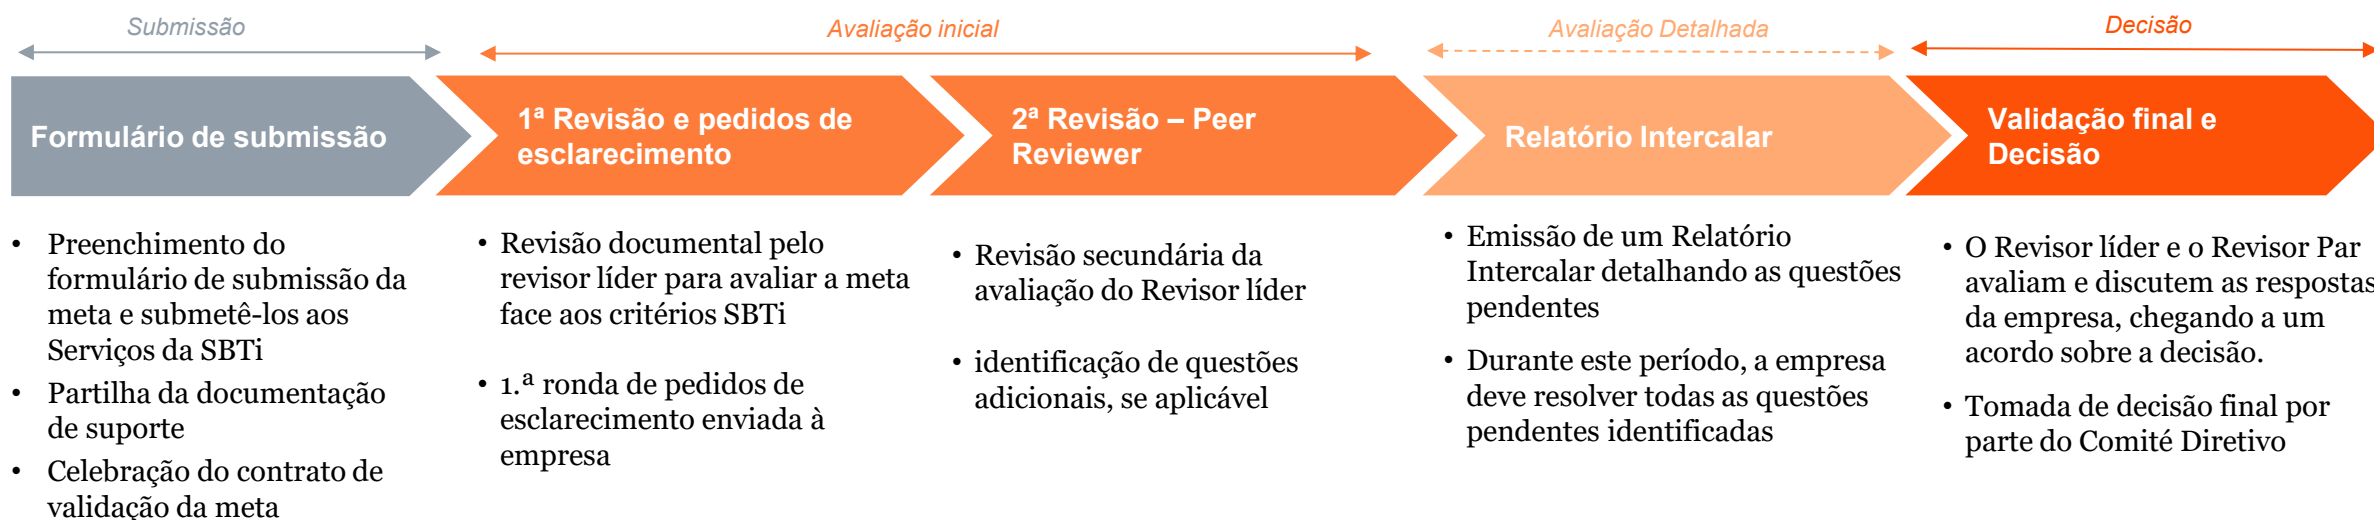 Submissão
Avaliação inicial
Avaliação Detalhada
Decisão
Formulário de submissão
1ª Revisão e pedidos de
esclarecimento
2ª Revisão – Peer
Reviewer
Relatório Intercalar
Validação final e
Decisão
• Preenchimento do
formulário de submissão da
meta e submetê-los aos
Serviços da SBTi
• Partilha da documentação
de suporte
• Celebração do contrato de
validação da meta
• Revisão documental pelo
revisor líder para avaliar a meta
face aos critérios SBTi
• 1.ª ronda de pedidos de
esclarecimento enviada à
empresa
• Revisão secundária da
avaliação do Revisor líder
• identificação de questões
adicionais, se aplicável
• Emissão de um Relatório
Intercalar detalhando as questões
pendentes
• Durante este período, a empresa
deve resolver todas as questões
pendentes identificadas
• O Revisor líder e o Revisor Par
avaliam e discutem as respostas
da empresa, chegando a um
acordo sobre a decisão.
• Tomada de decisão final por
parte do Comité Diretivo